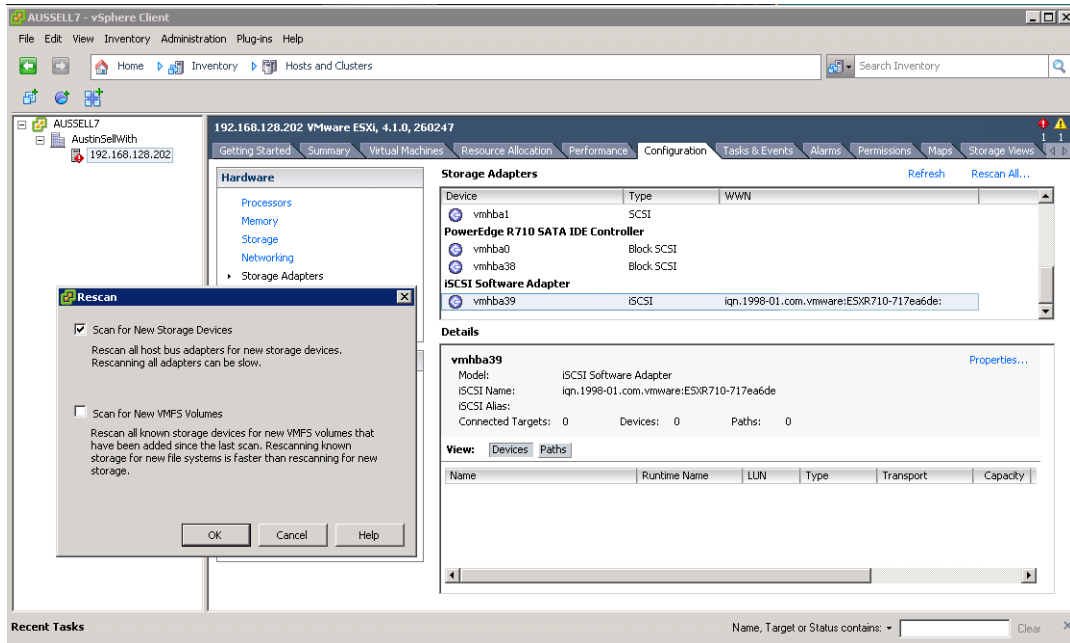 AUSSELL7 - vSphere Client
File Edit View Inventory Administration Plug-ins Help
Home Inventory Hosts and Clusters Search Inventory
AUSSELL7
AustinSellWith
192.168.128.202
192.168.128.202 VMware ESXi, 4.1.0, 260247
1 1
Getting Started Summary Virtual Machines Resource Allocation Performance Configuration Tasks & Events Alarms Permissions Maps Storage Views
Hardware
Processors
Memory
Storage
Networking
Storage Adapters
Storage Adapters Refresh Rescan All...
Device Type WWN
vmhba1 SCSI
PowerEdge R710 SATA IDE Controller
vmhba0 Block SCSI
vmhba38 Block SCSI
iSCSI Software Adapter
vmhba39 iSCSI iqn.1998-01.com.vmware:ESXR710-717ea6de:
Details
vmhba39 Properties...
Model: iSCSI Software Adapter
iSCSI Name: iqn.1998-01.com.vmware:ESXR710-717ea6de
iSCSI Alias:
Connected Targets: 0 Devices: 0 Paths: 0
View: Devices Paths
Name Runtime Name LUN Type Transport Capacity
Rescan
Scan for New Storage Devices
Rescan all host bus adapters for new storage devices.
Rescanning all adapters can be slow.
Scan for New VMFS Volumes
Rescan all known storage devices for new VMFS volumes that
have been added since the last scan. Rescanning known
storage for new file systems is faster than rescanning for new
storage.
OK Cancel Help
Recent Tasks Name, Target or Status contains: Clear